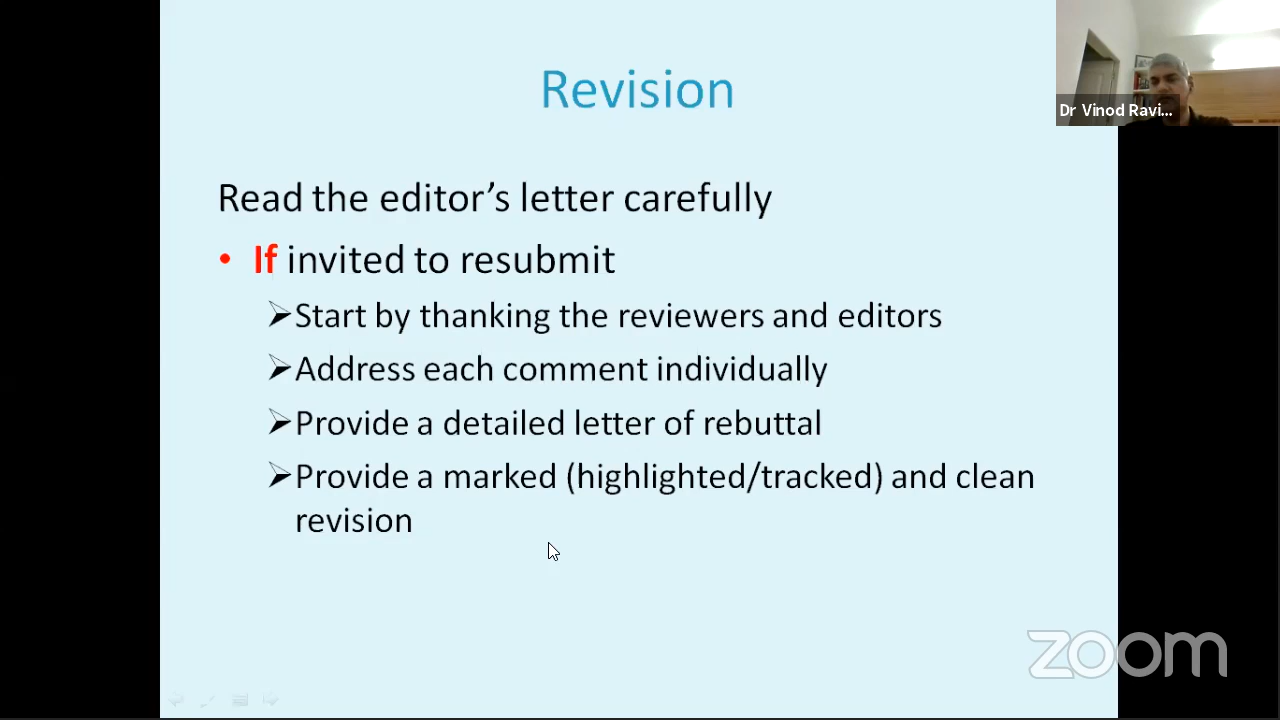 Revision
Dr Vinod Ravi...
Read the editor’s letter carefully
• If invited to resubmit
➢Start by thanking the reviewers and editors
➢Address each comment individually
➢Provide a detailed letter of rebuttal
➢Provide a marked (highlighted/tracked) and clean
revision
zoom